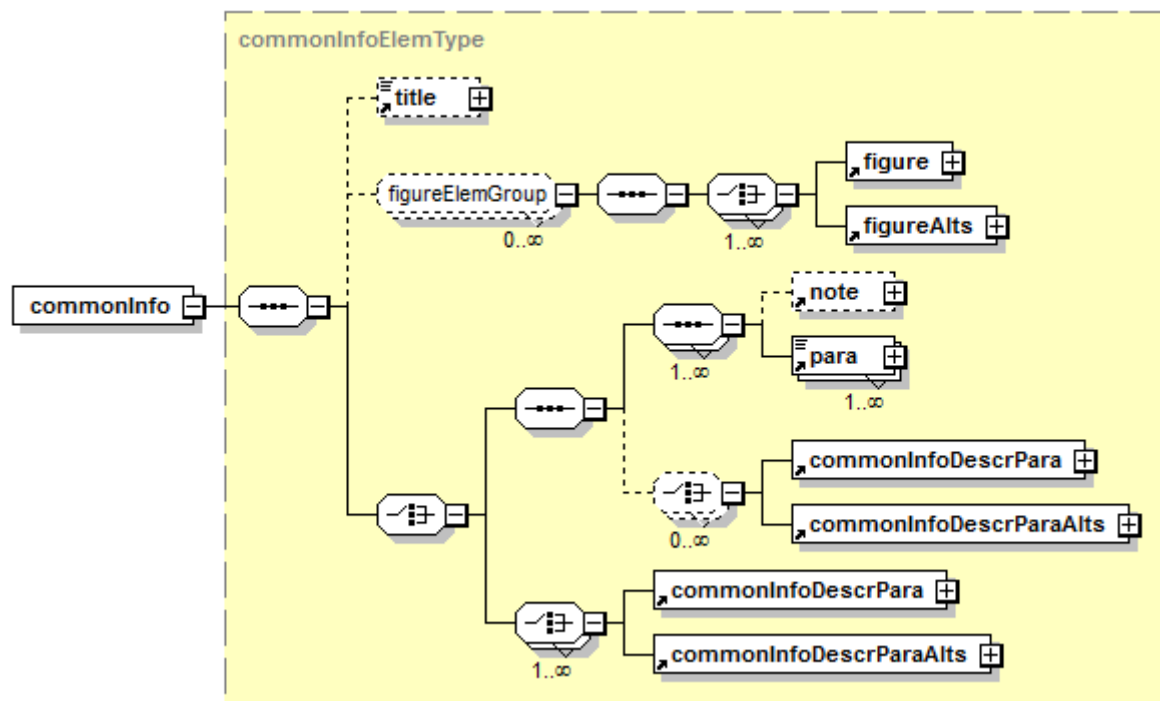 commonInfoElemType
title
figureElemGroup
0..∞
1..∞
figure
figureAlts
commonInfo
1..∞
note
para
1..∞
0..∞
commonInfoDescrPara
commonInfoDescrParaAlts
1..∞
commonInfoDescrPara
commonInfoDescrParaAlts